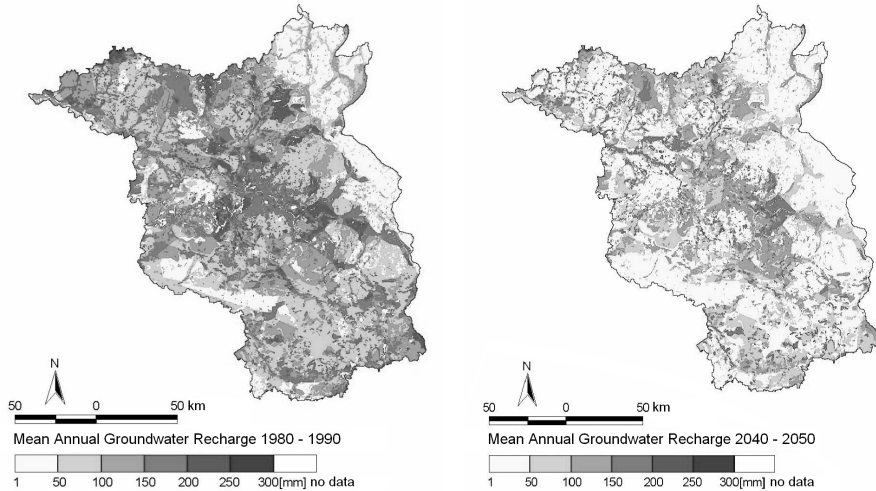 N
50 0 50 km
Mean Annual Groundwater Recharge 1980 - 1990
1 50 100 150 200 250 300[mm] no data
N
50 0 50 km
Mean Annual Groundwater Recharge 2040 - 2050
1 50 100 150 200 250 300[mm] no data